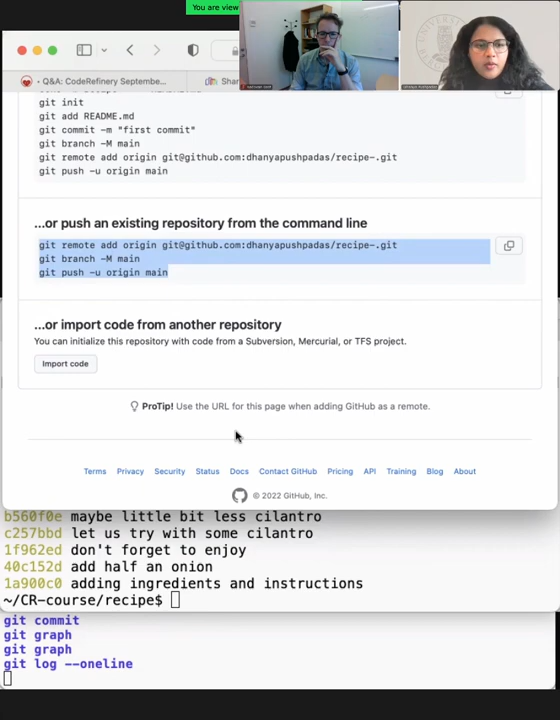 You are view
Q&A: CodeRefinery Septembe...
Shar
git init
git add README.md
git commit -m "first commit"
git branch -M main
git remote add origin git@github.com:dhanyapushpadas/recipe-.git
git push -u origin main
...or push an existing repository from the command line
git remote add origin git@github.com:dhanyapushpadas/recipe-.git
git branch -M main
git push -u origin main
...or import code from another repository
You can initialize this repository with code from a Subversion, Mercurial, or TFS project.
Import code
ProTip! Use the URL for this page when adding GitHub as a remote.
Terms Privacy Security Status Docs Contact GitHub Pricing API Training Blog About
© 2022 GitHub, Inc.
b560f0e maybe little bit less cilantro
c257bbd let us try with some cilantro
1f962ed don't forget to enjoy
40c152d add half an onion
1a900c0 adding ingredients and instructions
~/CR-course/recipe$
git commit
git graph
git graph
git log --oneline